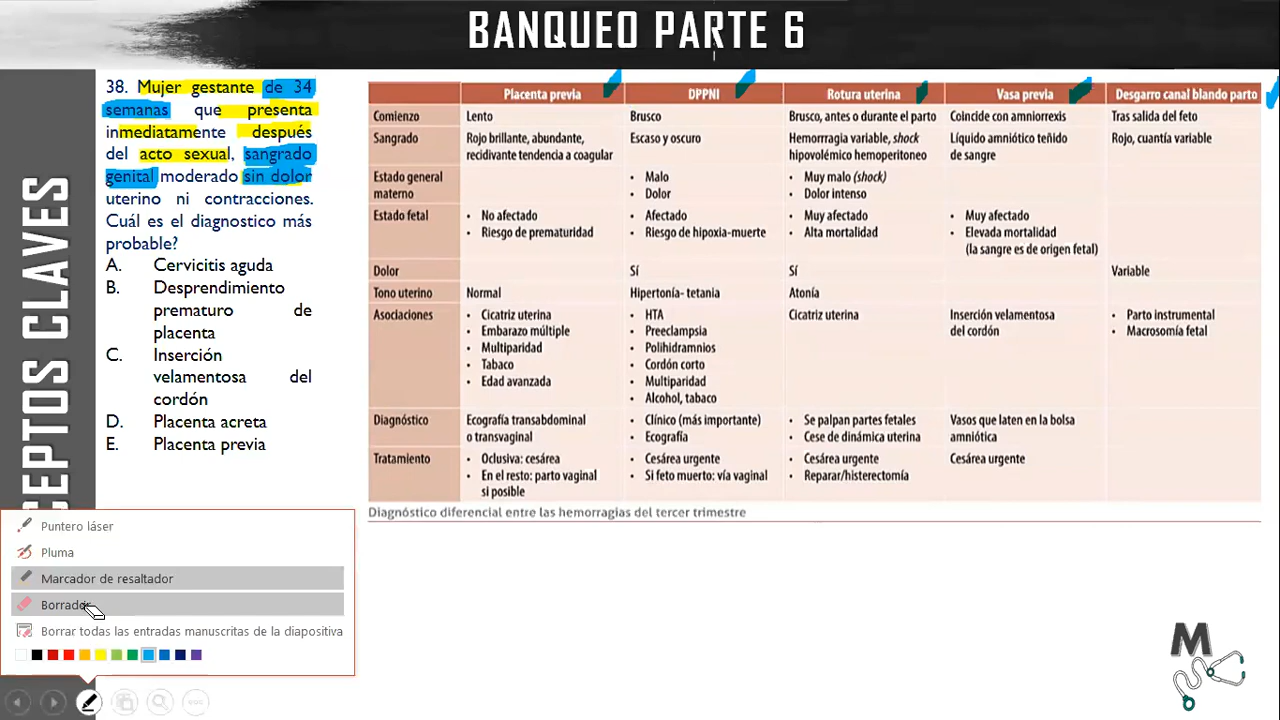 BANQUEO PARTE 6
CEPTOS CLAVES
38. Mujer gestante de 34
semanas que presenta
inmediatamente después
del acto sexual, sangrado
genital moderado sin dolor
uterino ni contracciones.
Cuál es el diagnostico más
probable?
A. Cervicitis aguda
B. Desprendimiento
prematuro de
placenta
C. Inserción
velamentosa del
cordón
D. Placenta acreta
E. Placenta previa
Placenta previa DPPNI Rotura uterina Vasa previa Desgarro canal blando parto
Comienzo Lento Brusco Brusco, antes o durante el parto Coincide con amniorrexis Tras salida del feto
Sangrado Rojo brillante, abundante, Escaso y oscuro Hemorrragia variable, shock Líquido amniótico teñido Rojo, cuantía variable
recidivante tendencia a coagular hipovolémico hemoperitoneo de sangre
Estado general • Malo • Muy malo (shock)
materno • Dolor • Dolor intenso
Estado fetal • No afectado • Afectado • Muy afectado • Muy afectado
• Riesgo de prematuridad • Riesgo de hipoxia-muerte • Alta mortalidad • Elevada mortalidad
(la sangre es de origen fetal)
Dolor Sí Sí Variable
Tono uterino Normal Hipertonía- tetania Atonía
Asociaciones • Cicatriz uterina • HTA Cicatriz uterina Inserción velamentosa • Parto instrumental
• Embarazo múltiple • Preeclampsia del cordón • Macrosomía fetal
• Multiparidad • Polihidramnios
• Tabaco • Cordón corto
• Edad avanzada • Multiparidad
• Alcohol, tabaco
Diagnóstico Ecografía transabdominal • Clínico (más importante) • Se palpan partes fetales Vasos que laten en la bolsa
o transvaginal • Ecografía • Cese de dinámica uterina amniótica
Tratamiento • Oclusiva: cesárea • Cesárea urgente • Cesárea urgente Cesárea urgente
• En el resto: parto vaginal • Si feto muerto: vía vaginal • Reparar/histerectomía
si posible
Diagnóstico diferencial entre las hemorragias del tercer trimestre
Puntero láser
Pluma
Marcador de resaltador
Borrador
Borrar todas las entradas manuscritas de la diapositiva
M